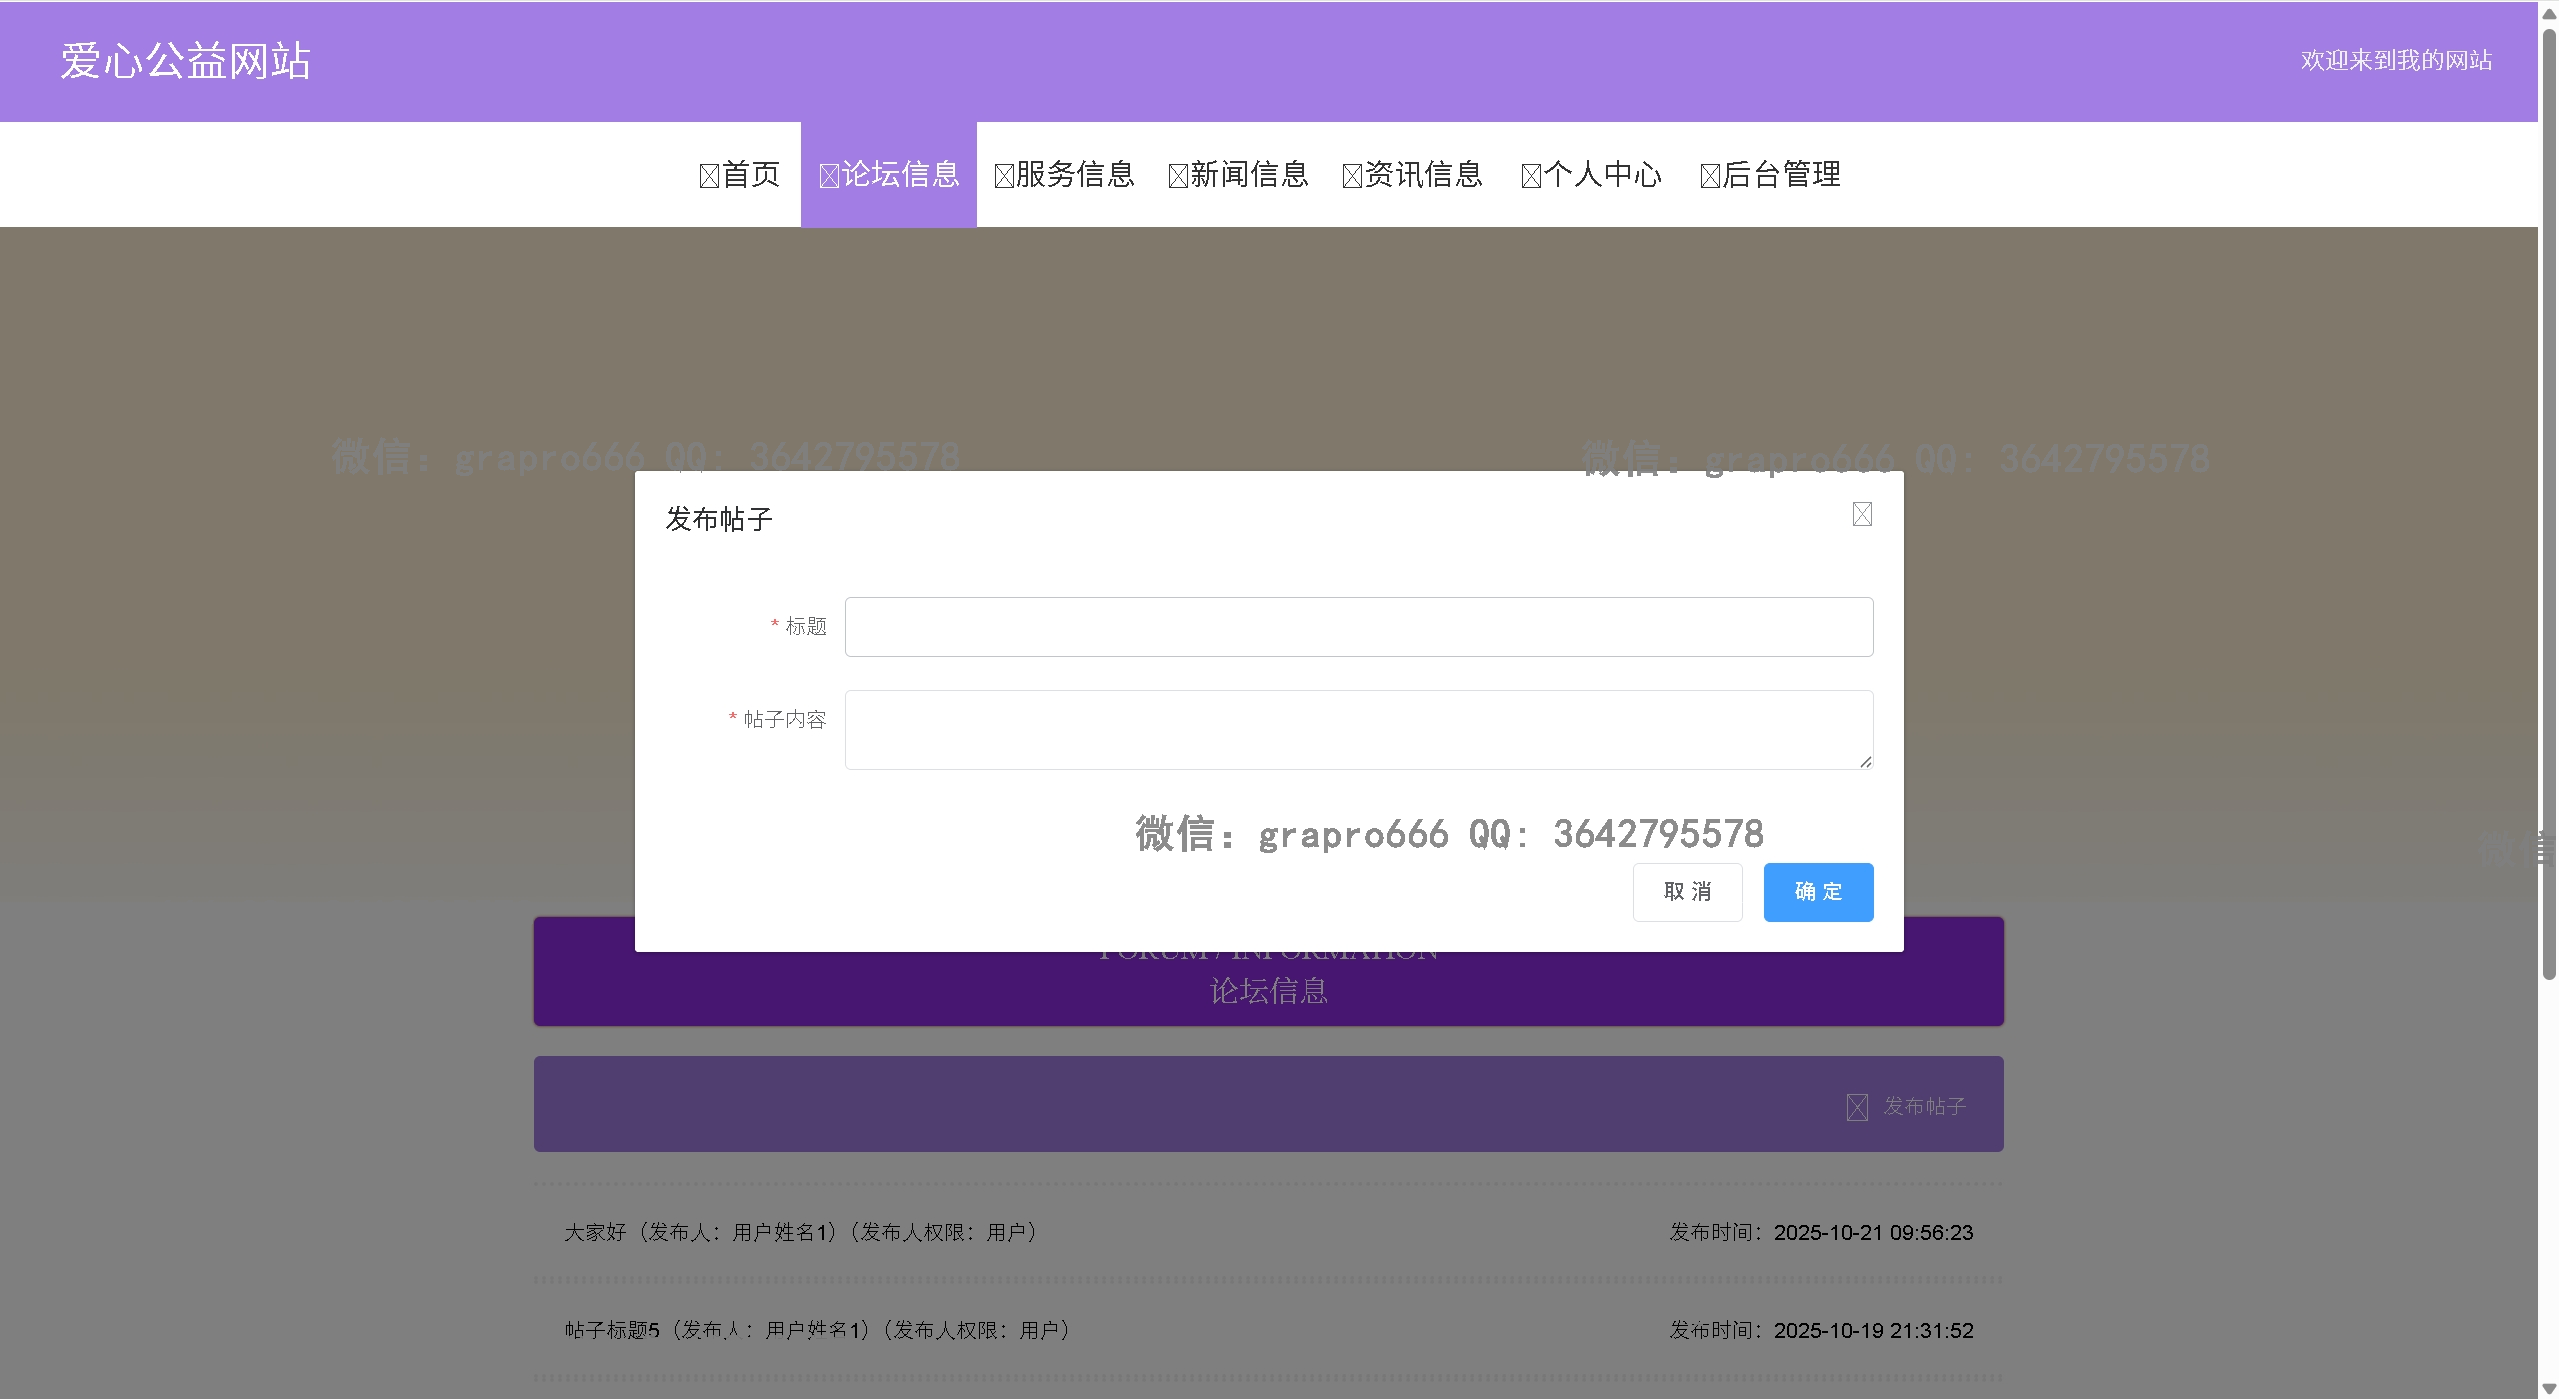 爱心公益网站
欢迎来到我的网站
首页 论坛信息 服务信息 新闻信息 资讯信息 个人中心 后台管理
微信：grapro666 QQ: 3642795578
微信：grapro666 QQ: 3642795578
发布帖子
* 标题
* 帖子内容
微信：grapro666 QQ: 3642795578
微信
取 消 确 定
FORUM / INFORMATION
论坛信息
发布帖子
大家好（发布人：用户姓名1）（发布人权限：用户） 发布时间：2025-10-21 09:56:23
帖子标题5（发布人：用户姓名1）（发布人权限：用户） 发布时间：2025-10-19 21:31:52